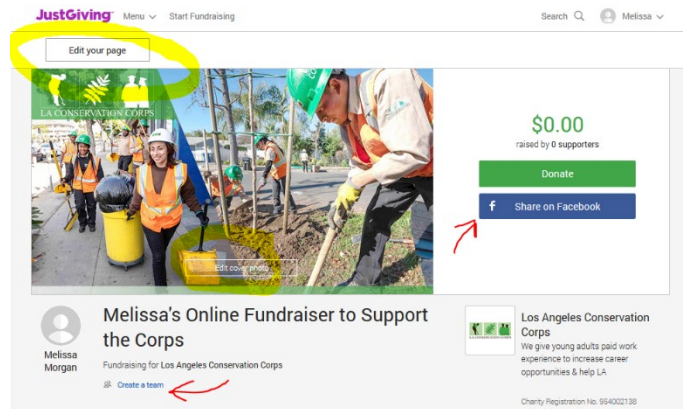 JustGiving™ Menu Start Fundraising Search Melissa
Edit your page
LA CONSERVATION CORPS
$0.00
raised by 0 supporters
Donate
f Share on Facebook
Edit cover photo
Melissa's Online Fundraiser to Support
the Corps
Melissa
Morgan
Fundraising for Los Angeles Conservation Corps
Create a team
Los Angeles Conservation
Corps
We give young adults paid work
experience to increase career
opportunities & help LA
Charity Registration No. 954002138